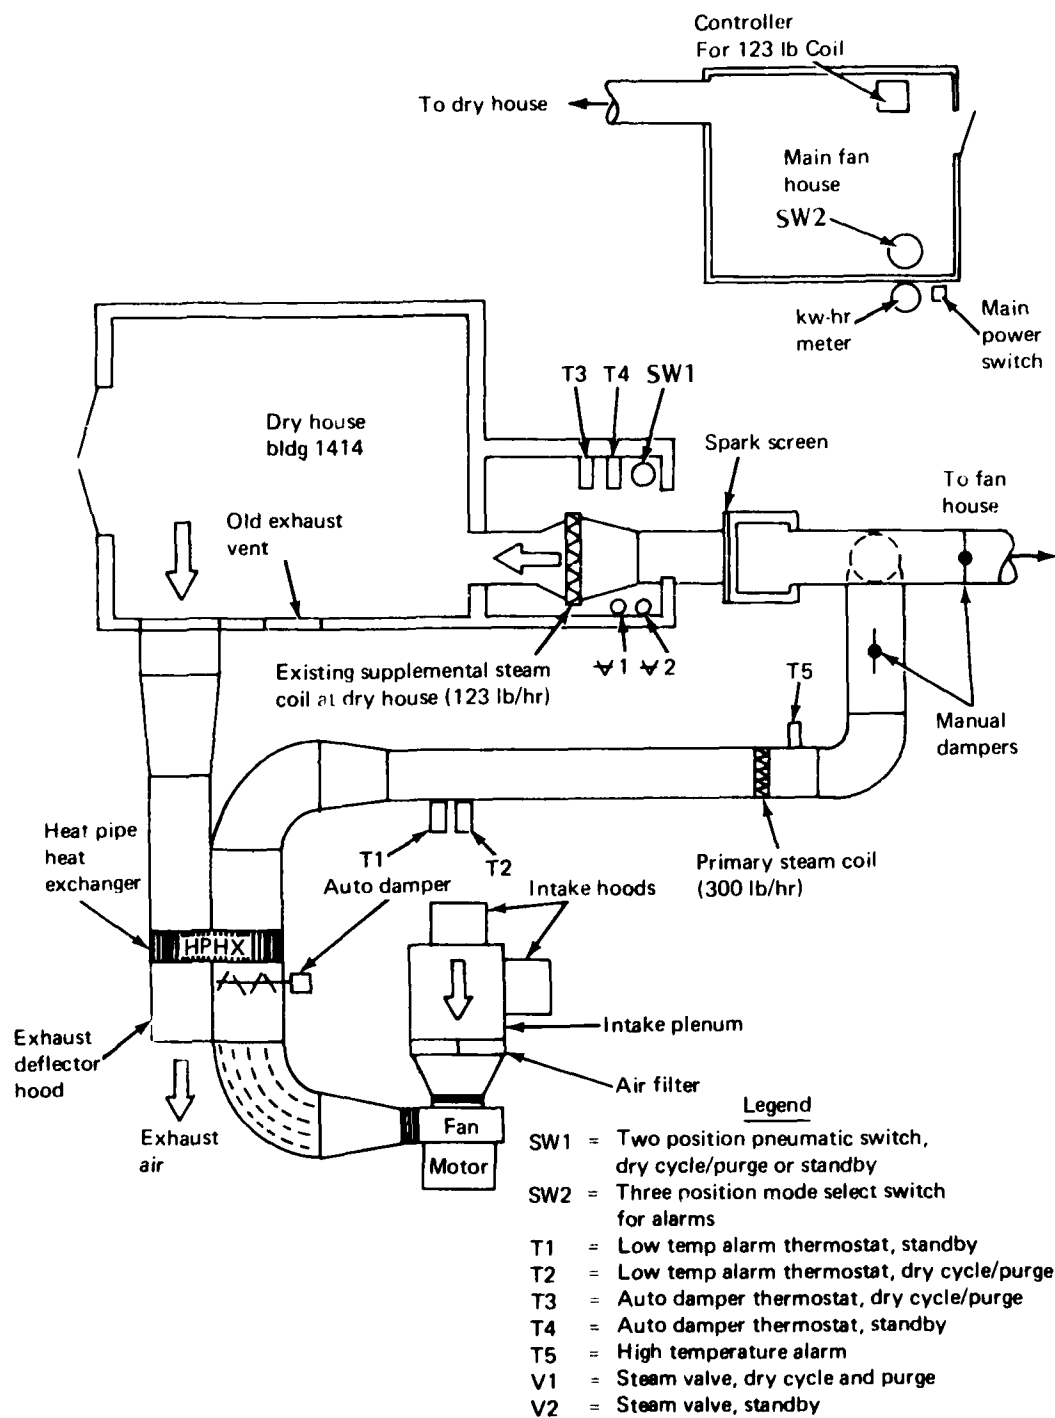 Controller
For 123 lb Coil
To dry house
Main fan
house
SW2
kw-hr
meter
Main
power
switch
T3 T4 SW1
Dry house
bldg 1414
Spark screen
To fan
house
Old exhaust
vent
Existing supplemental steam
coil at dry house (123 lb/hr)
V1 V2
T5
Manual
dampers
Heat pipe
heat
exchanger
T1
T2
Auto damper
Primary steam coil
(300 lb/hr)
Intake hoods
HPHX
Intake plenum
Exhaust
deflector
hood
Air filter
Exhaust
air
Fan
Motor
Legend
SW1 = Two position pneumatic switch,
dry cycle/purge or standby
SW2 = Three position mode select switch
for alarms
T1 = Low temp alarm thermostat, standby
T2 = Low temp alarm thermostat, dry cycle/purge
T3 = Auto damper thermostat, dry cycle/purge
T4 = Auto damper thermostat, standby
T5 = High temperature alarm
V1 = Steam valve, dry cycle and purge
V2 = Steam valve, standby